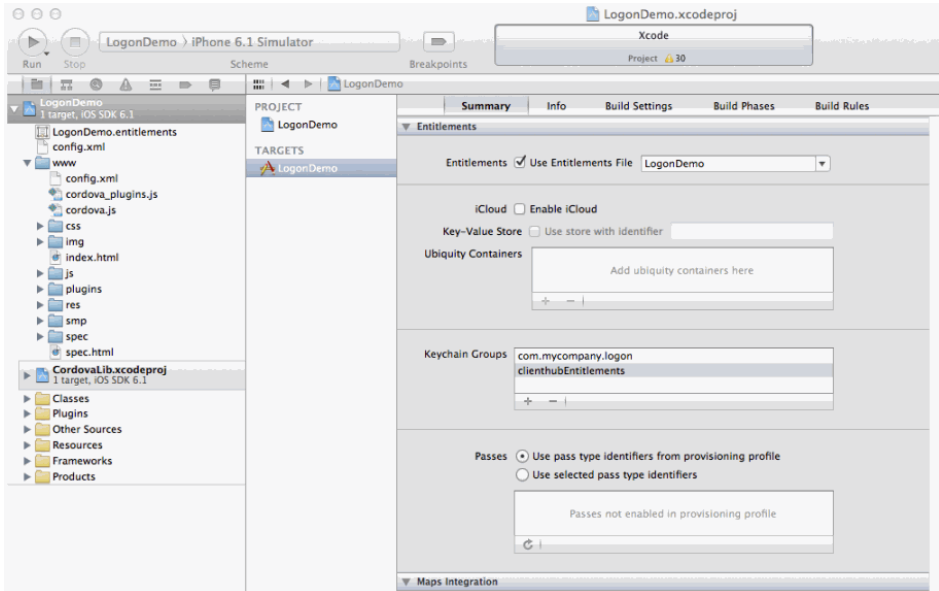 LogonDemo.xcodeproj
LogonDemo 〉 iPhone 6.1 Simulator
Xcode
Project 30
Run
Stop
Scheme
Breakpoints
LogonDemo
LogonDemo
1 target, iOS SDK 6.1
LogonDemo.entitlements
config.xml
www
config.xml
cordova_plugins.js
cordova.js
css
img
index.html
js
plugins
res
smp
spec
spec.html
CordovaLib.xcodeproj
1 target, iOS SDK 6.1
Classes
Plugins
Other Sources
Resources
Frameworks
Products
PROJECT
LogonDemo
TARGETS
LogonDemo
Summary Info Build Settings Build Phases Build Rules
Entitlements
Entitlements Use Entitlements File LogonDemo
iCloud Enable iCloud
Key-Value Store Use store with identifier
Ubiquity Containers
Add ubiquity containers here
Keychain Groups com.mycompany.logon
clienthubEntitlements
Passes Use pass type identifiers from provisioning profile
Use selected pass type identifiers
Passes not enabled in provisioning profile
Maps Integration